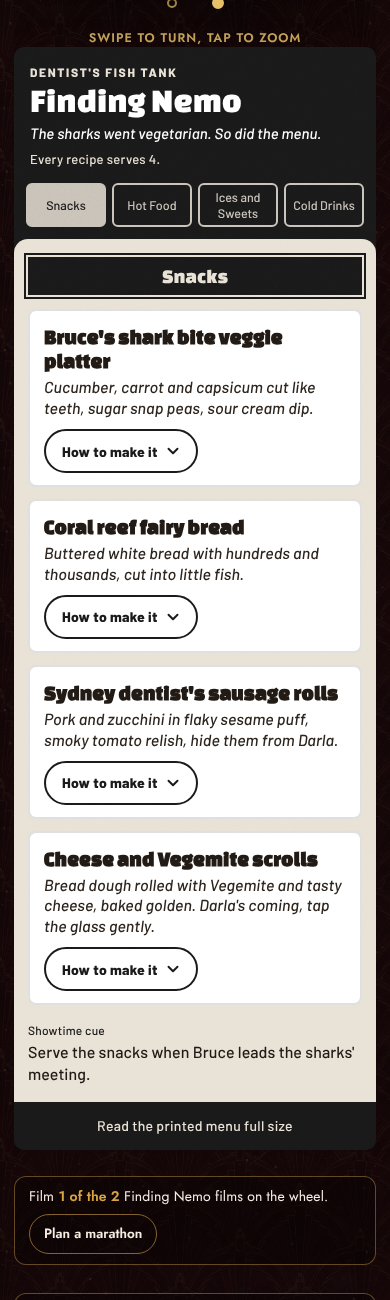 SWIPE TO TURN, TAP TO ZOOM
DENTIST'S FISH TANK
Finding Nemo
The sharks went vegetarian. So did the menu.
Every recipe serves 4.
Snacks
Hot Food
Ices and
Sweets
Cold Drinks
Snacks
Bruce's shark bite veggie
platter
Cucumber, carrot and capsicum cut like
teeth, sugar snap peas, sour cream dip.
How to make it
Coral reef fairy bread
Buttered white bread with hundreds and
thousands, cut into little fish.
How to make it
Sydney dentist's sausage rolls
Pork and zucchini in flaky sesame puff,
smoky tomato relish, hide them from Darla.
How to make it
Cheese and Vegemite scrolls
Bread dough rolled with Vegemite and tasty
cheese, baked golden. Darla's coming, tap
the glass gently.
How to make it
Showtime cue
Serve the snacks when Bruce leads the sharks'
meeting.
Read the printed menu full size
Film 1 of the 2 Finding Nemo films on the wheel.
Plan a marathon